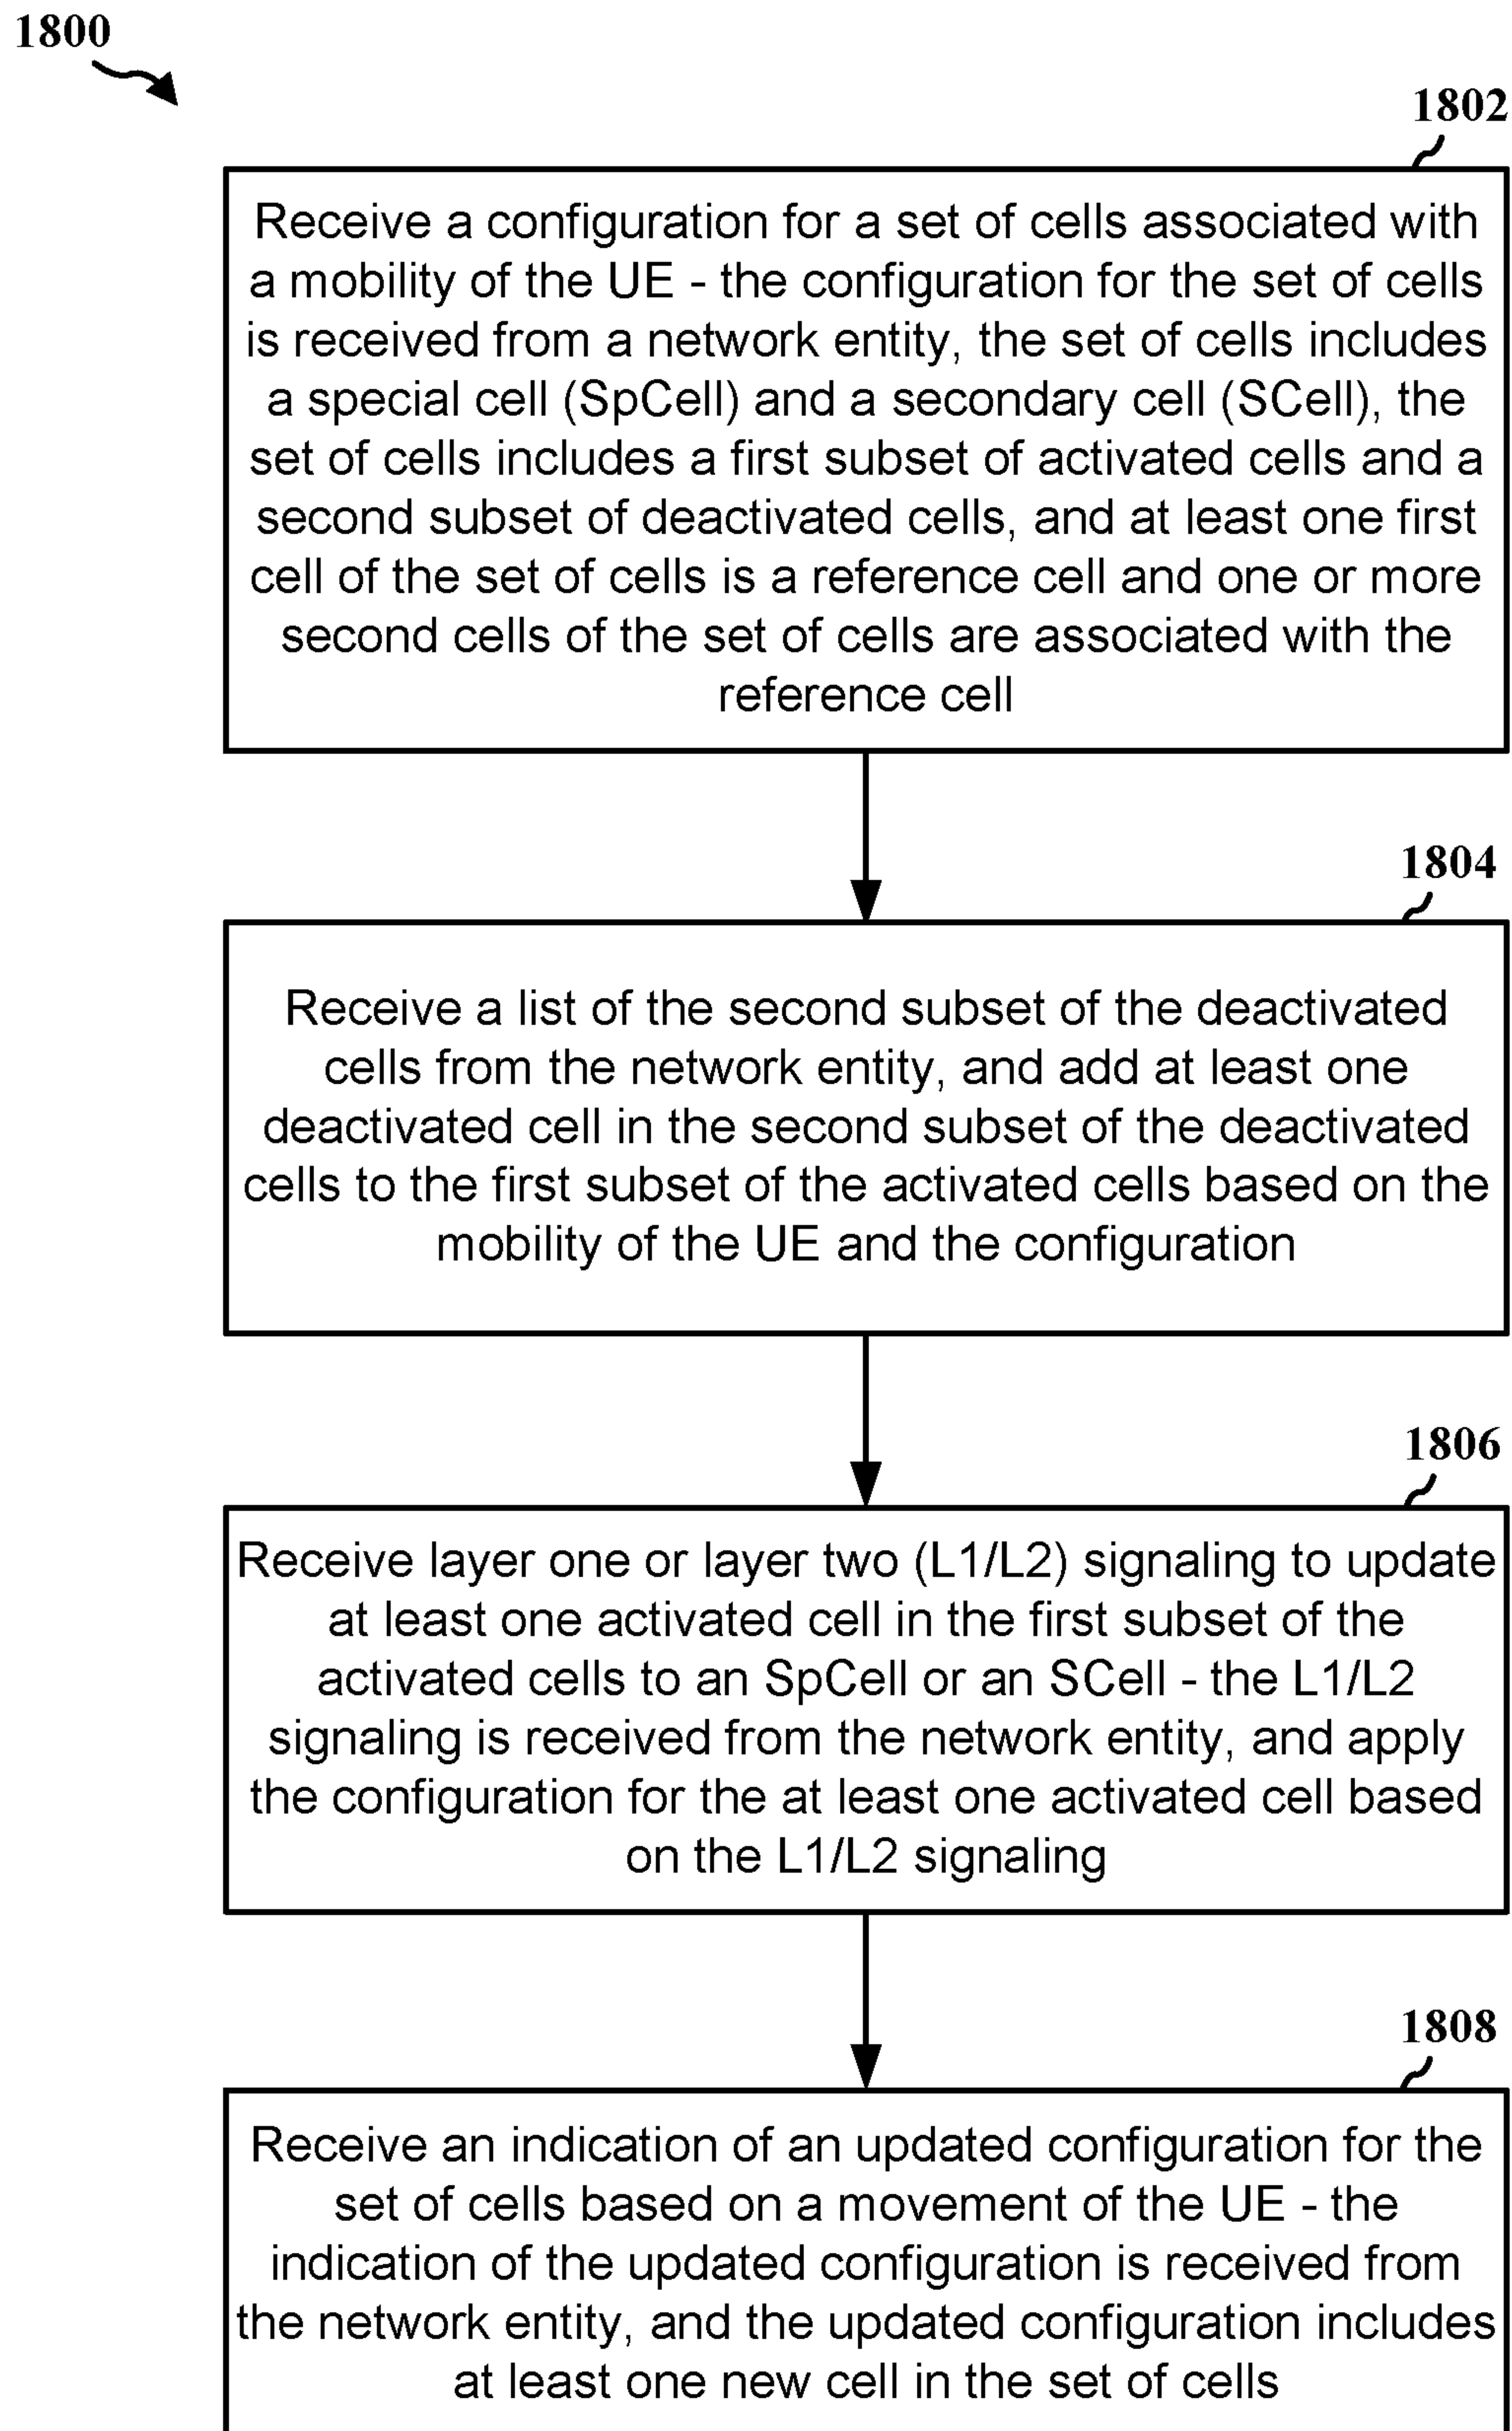 1800
1802
Receive a configuration for a set of cells associated with
a mobility of the UE - the configuration for the set of cells
is received from a network entity, the set of cells includes
a special cell (SpCell) and a secondary cell (SCell), the
set of cells includes a first subset of activated cells and a
second subset of deactivated cells, and at least one first
cell of the set of cells is a reference cell and one or more
second cells of the set of cells are associated with the
reference cell
1804
Receive a list of the second subset of the deactivated
cells from the network entity, and add at least one
deactivated cell in the second subset of the deactivated
cells to the first subset of the activated cells based on the
mobility of the UE and the configuration
1806
Receive layer one or layer two (L1/L2) signaling to update
at least one activated cell in the first subset of the
activated cells to an SpCell or an SCell - the L1/L2
signaling is received from the network entity, and apply
the configuration for the at least one activated cell based
on the L1/L2 signaling
1808
Receive an indication of an updated configuration for the
set of cells based on a movement of the UE - the
indication of the updated configuration is received from
the network entity, and the updated configuration includes
at least one new cell in the set of cells